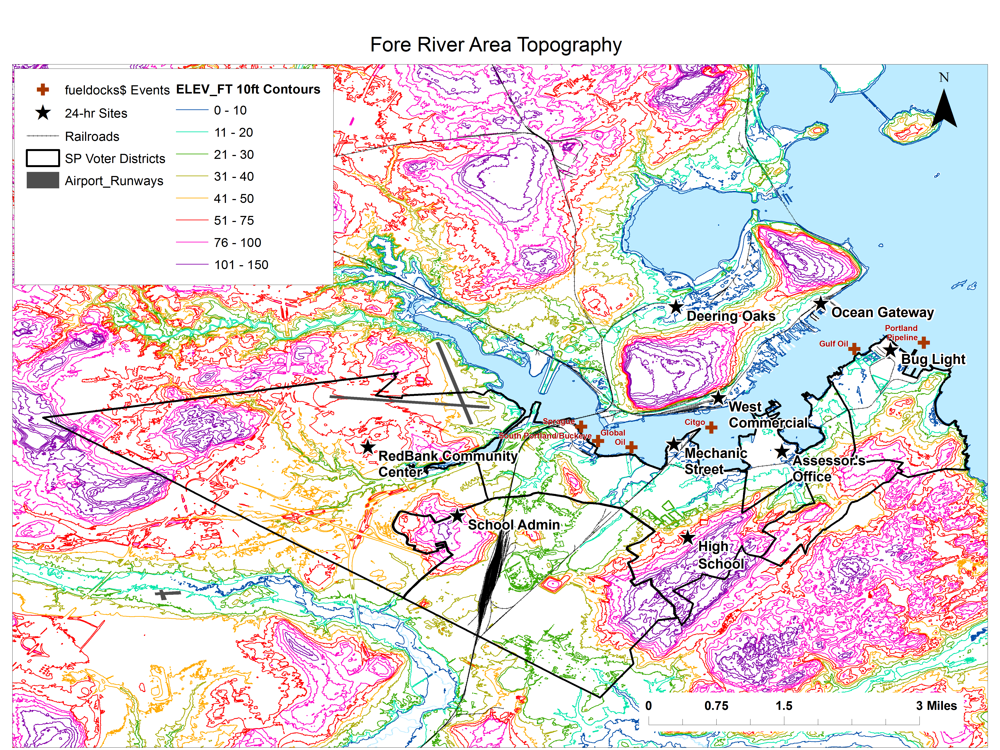 Fore River Area Topography
fueldocks$ Events
24-hr Sites
Railroads
SP Voter Districts
Airport_Runways
ELEV_FT 10ft Contours
0 - 10
11 - 20
21 - 30
31 - 40
41 - 50
51 - 75
76 - 100
101 - 150
N
Deering Oaks
Ocean Gateway
Portland
Pipeline
Gulf Oil
Bug Light
West
Commercial
Citgo
Sprague
South Portland/Buckeye
Global
Oil
Mechanic
Street
Assessor's
Office
RedBank Community
Center
School Admin
High
School
0 0.75 1.5 3 Miles